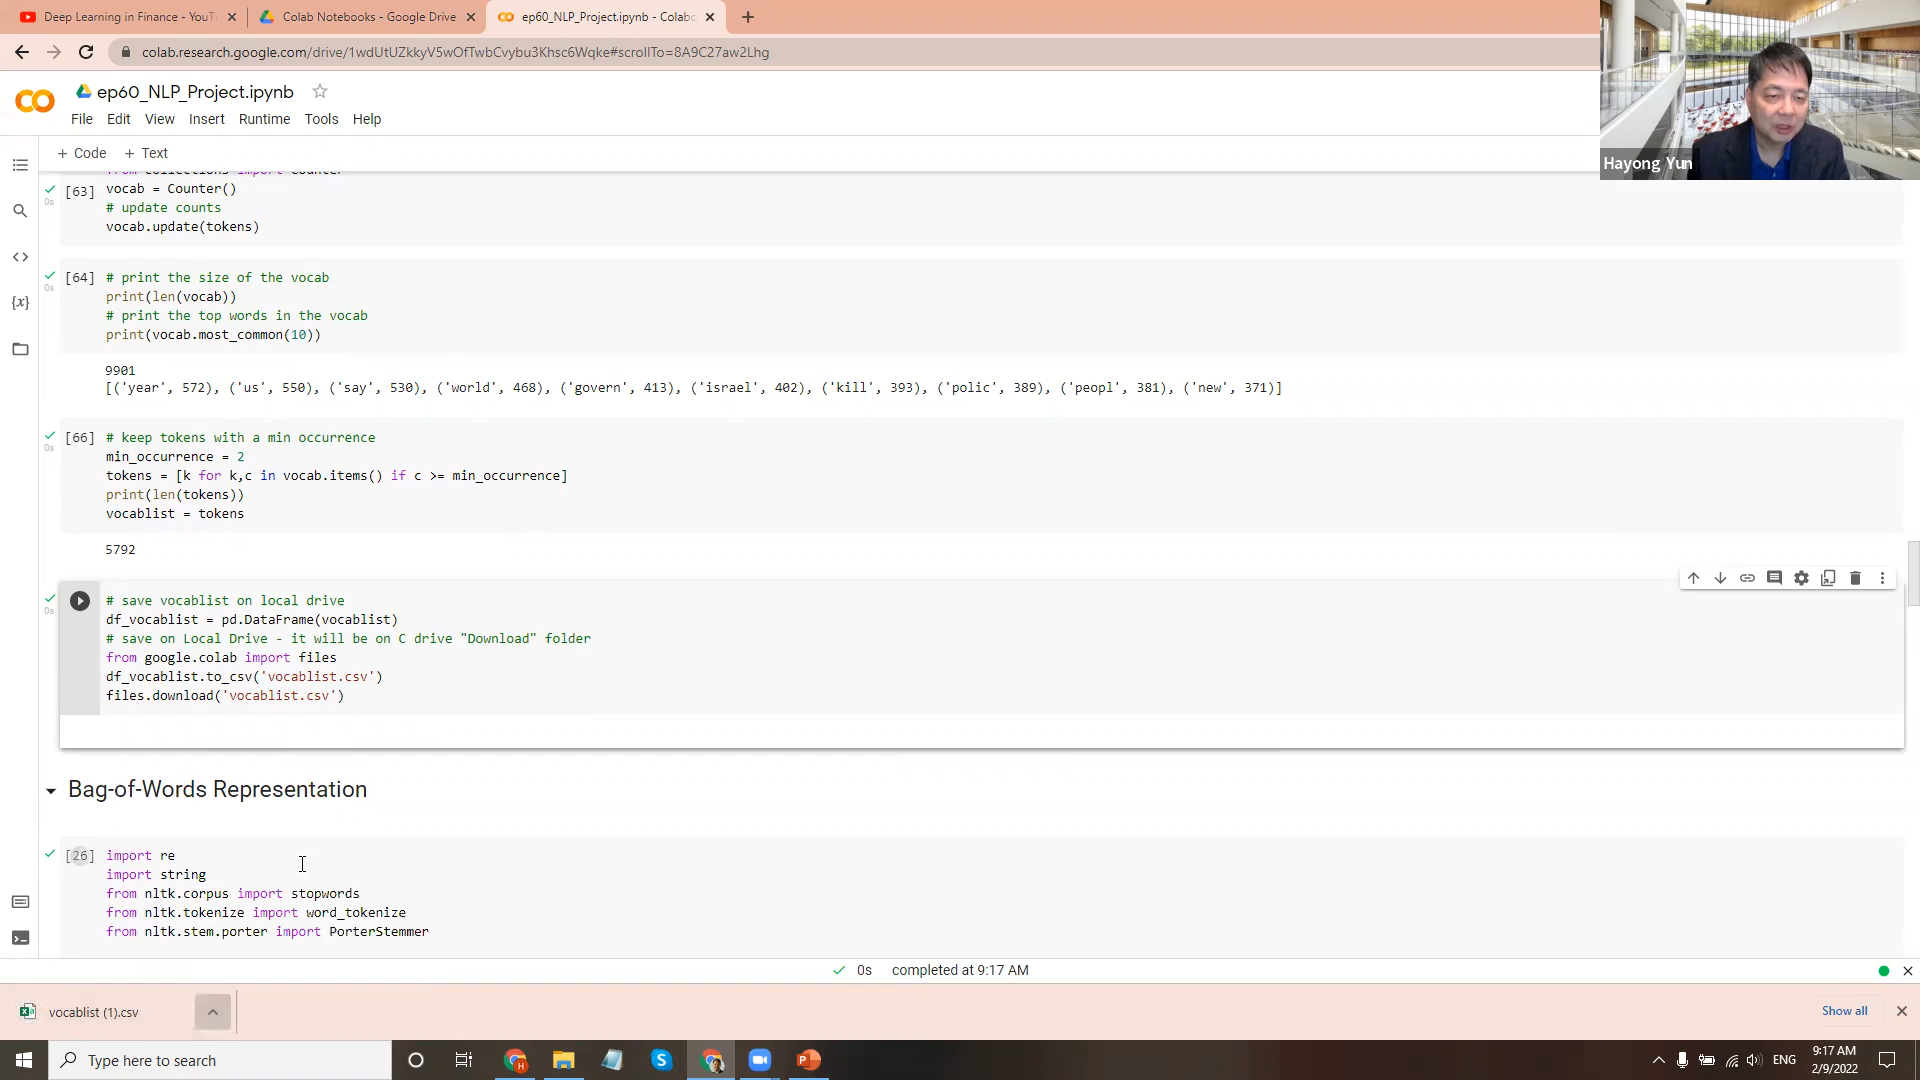 Deep Learning in Finance - YouT
Colab Notebooks - Google Drive
ep60_NLP_Project.ipynb - Colabo
colab.research.google.com/drive/1wdUtUZkkyV5wOfTwbCvybu3Khsc6Wqke#scrollTo=8A9C27aw2Lhg
Hayong Yun
ep60_NLP_Project.ipynb
File Edit View Insert Runtime Tools Help
+ Code + Text
from collections import Counter
[63] vocab = Counter()
0s
# update counts
vocab.update(tokens)
[64] # print the size of the vocab
0s
print(len(vocab))
# print the top words in the vocab
print(vocab.most_common(10))
9901
[('year', 572), ('us', 550), ('say', 530), ('world', 468), ('govern', 413), ('israel', 402), ('kill', 393), ('polic', 389), ('peopl', 381), ('new', 371)]
[66] # keep tokens with a min occurrence
0s
min_occurrence = 2
tokens = [k for k,c in vocab.items() if c >= min_occurrence]
print(len(tokens))
vocablist = tokens
5792
# save vocablist on local drive
0s
df_vocablist = pd.DataFrame(vocablist)
# save on Local Drive - it will be on C drive "Download" folder
from google.colab import files
df_vocablist.to_csv('vocablist.csv')
files.download('vocablist.csv')
Bag-of-Words Representation
[26] import re
import string
from nltk.corpus import stopwords
from nltk.tokenize import word_tokenize
from nltk.stem.porter import PorterStemmer
0s completed at 9:17 AM
vocablist (1).csv
Show all
Type here to search
ENG
9:17 AM
2/9/2022